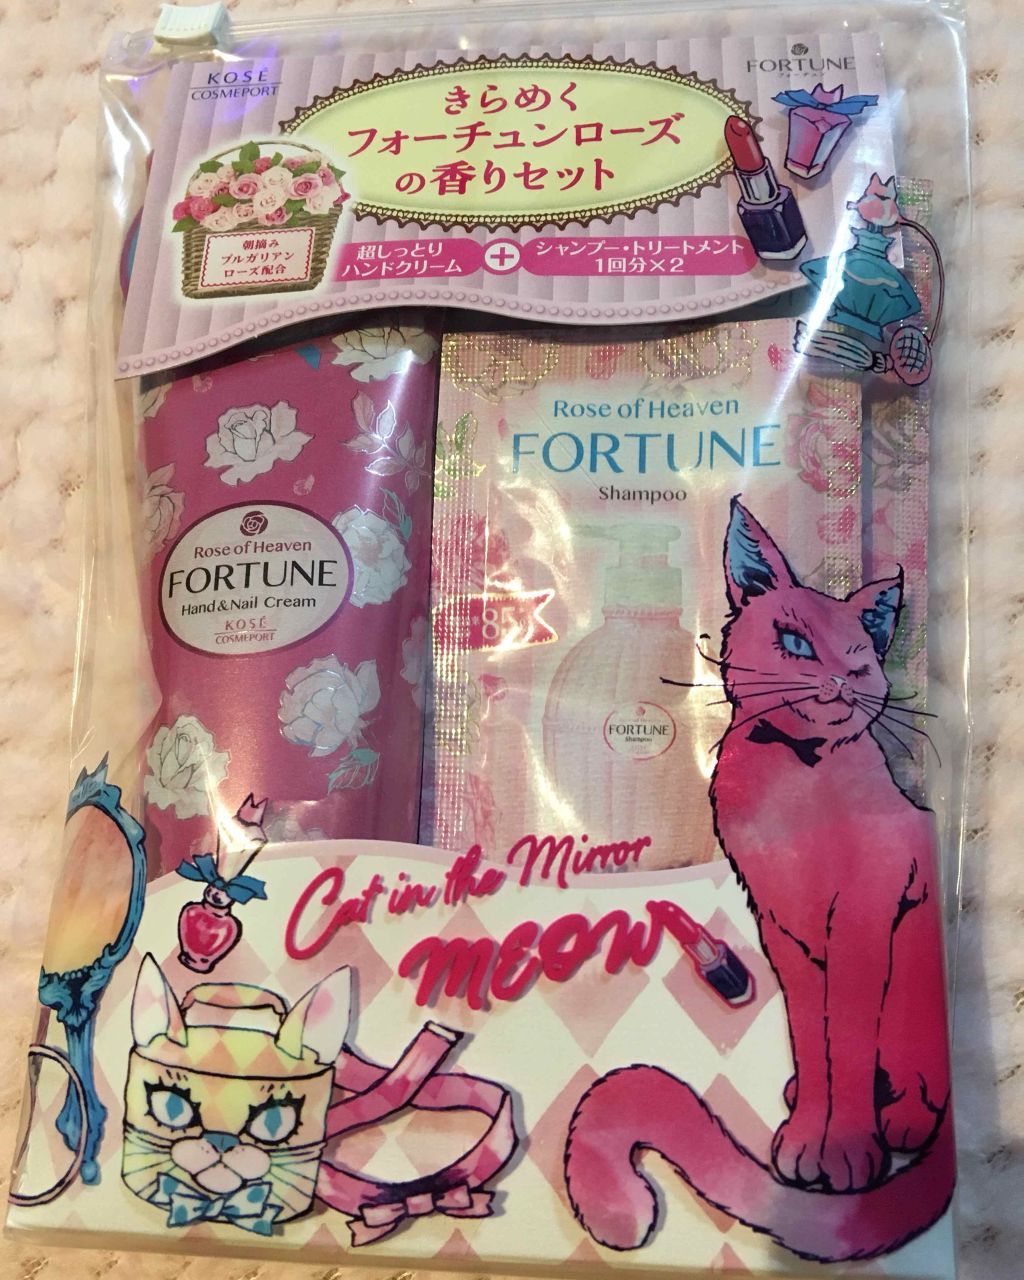 KOSÉ
COSMEPORT
FORTUNE
フォーチュン
きらめく
フォーチュンローズ
の香りセット
朝摘み
ブルガリアン
ローズ配合
超しっとり
ハンドクリーム
+
シャンプー・トリートメント
1回分×2
Rose of Heaven
FORTUNE
Hand & Nail Cream
KOSÉ
COSMEPORT
Rose of Heaven
FORTUNE
Shampoo
85
FORTUNE
Shampoo
Cat in the Mirror
MEOW